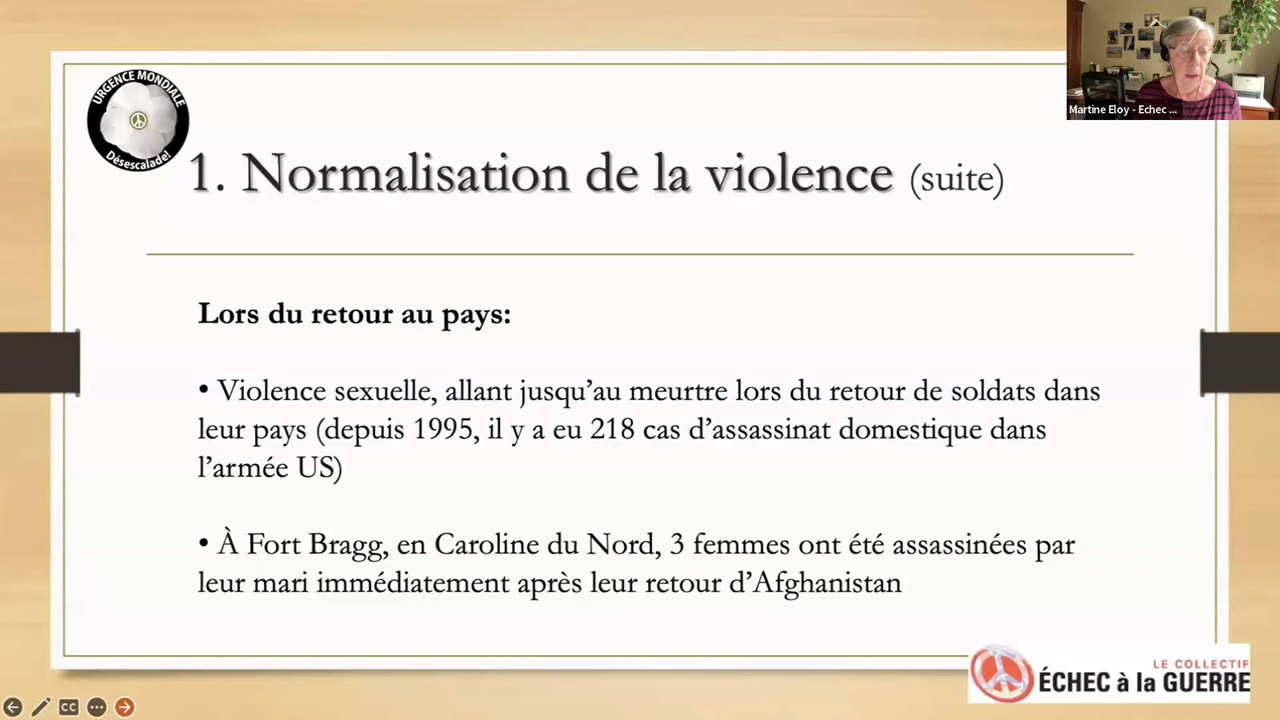 URGENCE MONDIALE
Désescalade!
Martine Eloy - Echec ...
1. Normalisation de la violence (suite)
Lors du retour au pays:
• Violence sexuelle, allant jusqu’au meurtre lors du retour de soldats dans
leur pays (depuis 1995, il y a eu 218 cas d’assassinat domestique dans
l’armée US)
• À Fort Bragg, en Caroline du Nord, 3 femmes ont été assassinées par
leur mari immédiatement après leur retour d’Afghanistan
LE COLLECTIF
ÉCHEC à la GUERRE
CC